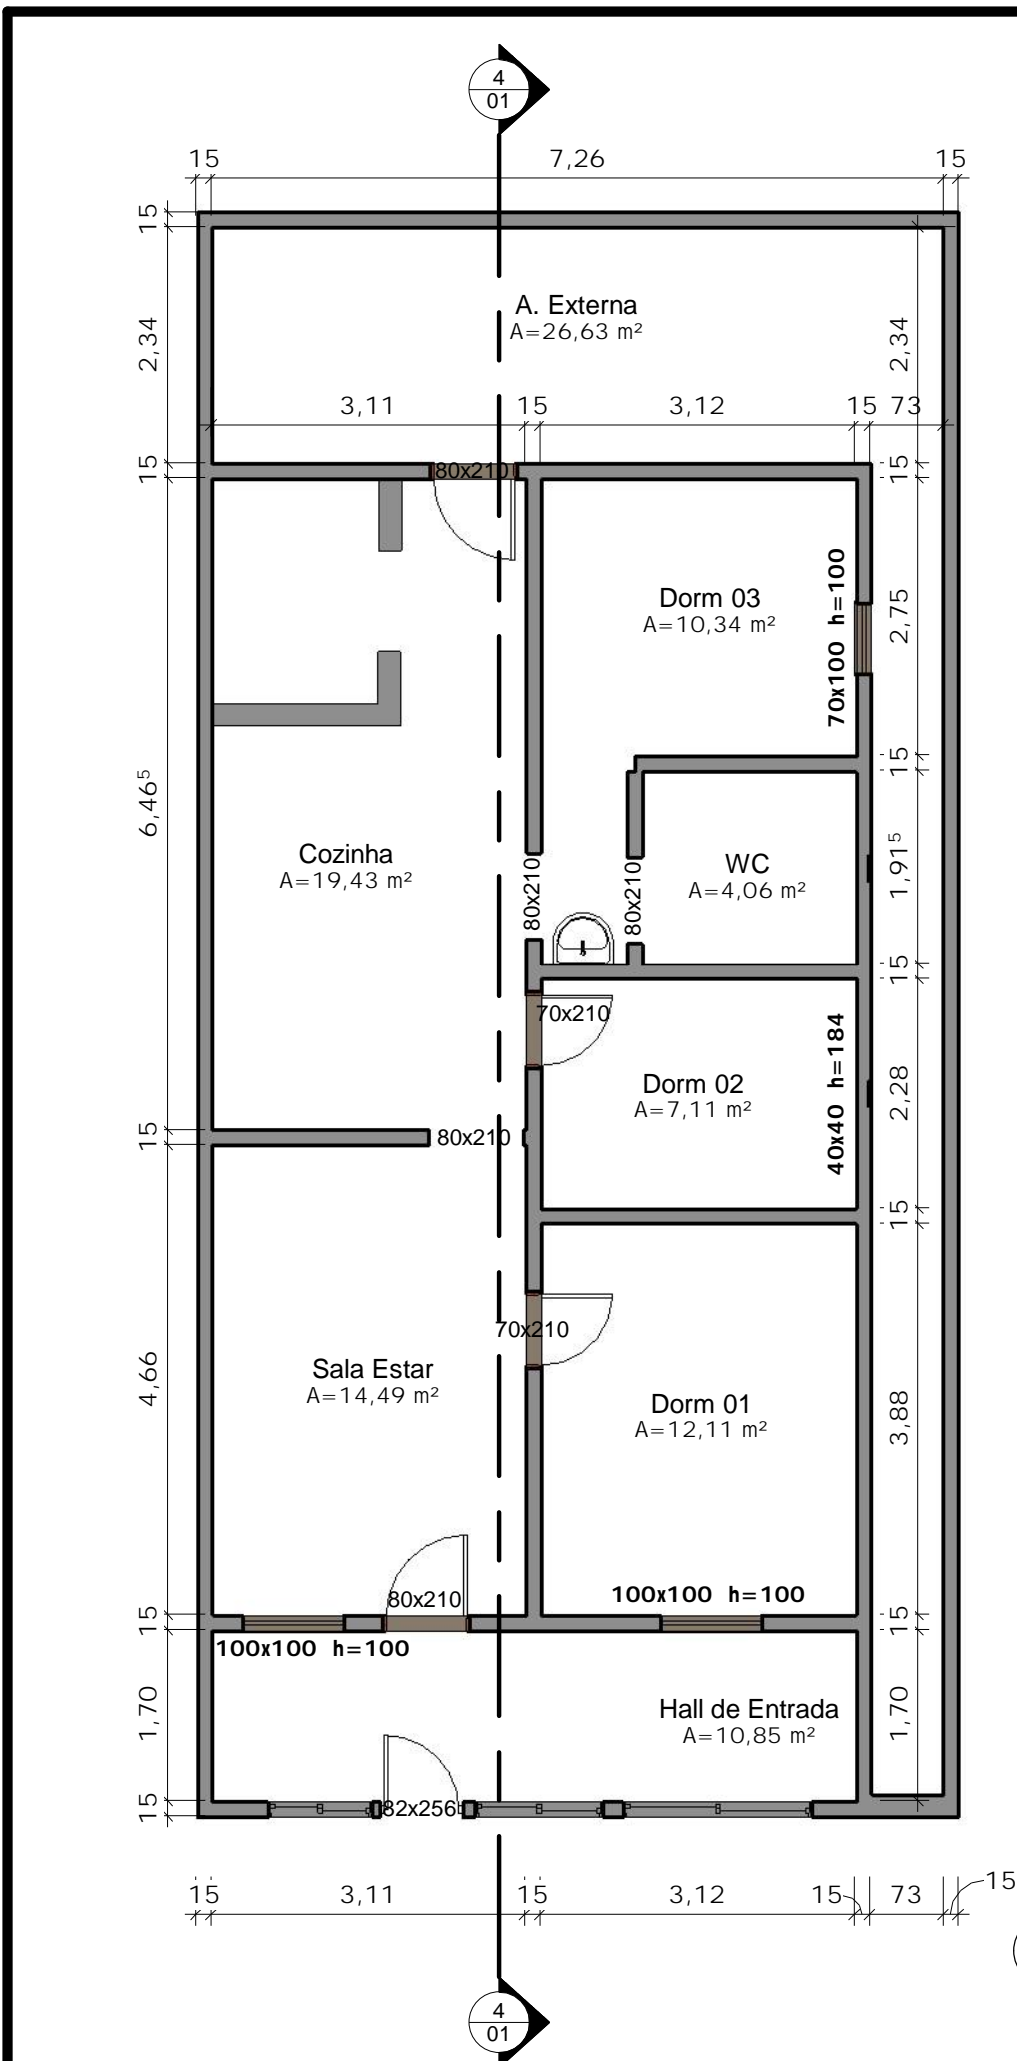 4
01
15 7,26 15
15
2,34
A. Externa
A=26,63 m²
2,34
3,11 15 3,12 15 73
15
80x210
15
Dorm 03
A=10,34 m²
70x100 h=100
2,75
15
6,46⁵
Cozinha
A=19,43 m²
80x210
80x210
WC
A=4,06 m²
1,91⁵
15
70x210
Dorm 02
A=7,11 m²
40x40 h=184
2,28
15
80x210
15
70x210
4,66
Sala Estar
A=14,49 m²
Dorm 01
A=12,11 m²
3,88
80x210
100x100 h=100
15
15
100x100 h=100
1,70
Hall de Entrada
A=10,85 m²
1,70
15
82x256
15 3,11 15 3,12 15 73 15
4
01